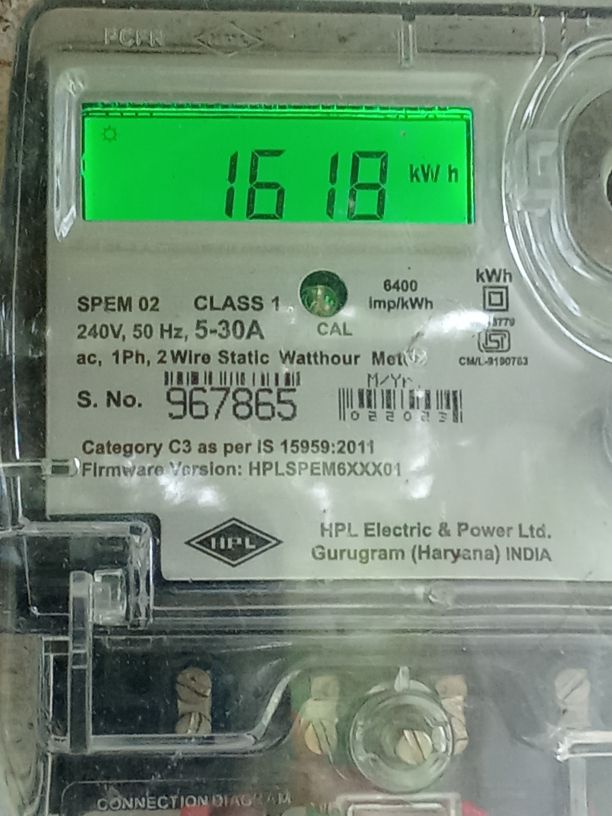 1618 kWh
SPEM 02 CLASS 1
6400
imp/kWh
kWh
240V, 50 Hz, 5-30A
CAL
ac, 1Ph, 2 Wire Static Watthour
CM/L-9190763
M/Yr.
S. No. 967865
022023
Category C3 as per IS 15959:2011
Firmware Version: HPLSPEM6XXX01
HPL
HPL Electric & Power Ltd.
Gurugram (Haryana) INDIA
CONNECTION DIAGRAM